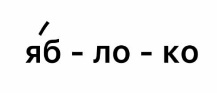 я́б - ло - ко